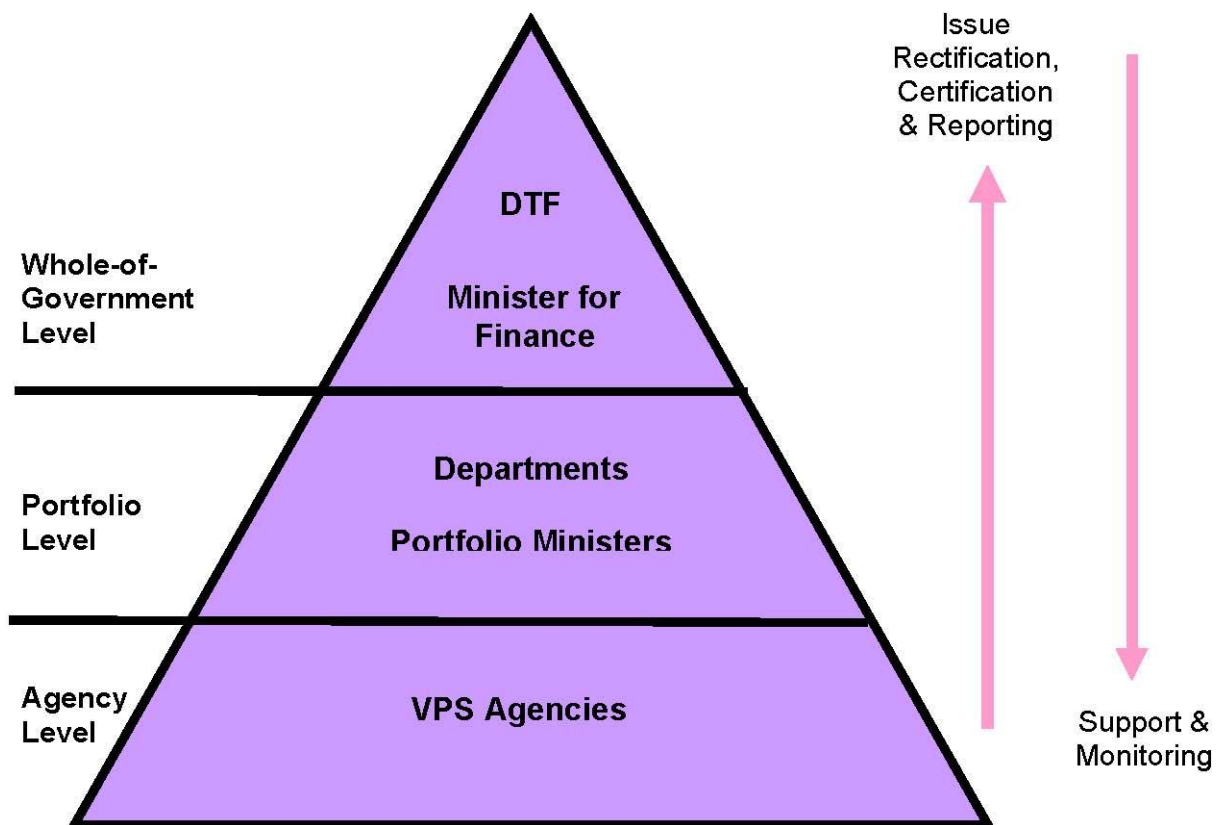 Issue
Rectification,
Certification
& Reporting
DTF
Whole-of-
Government
Level
Minister for
Finance
Departments
Portfolio
Level
Portfolio Ministers
Agency
Level
VPS Agencies
Support &
Monitoring